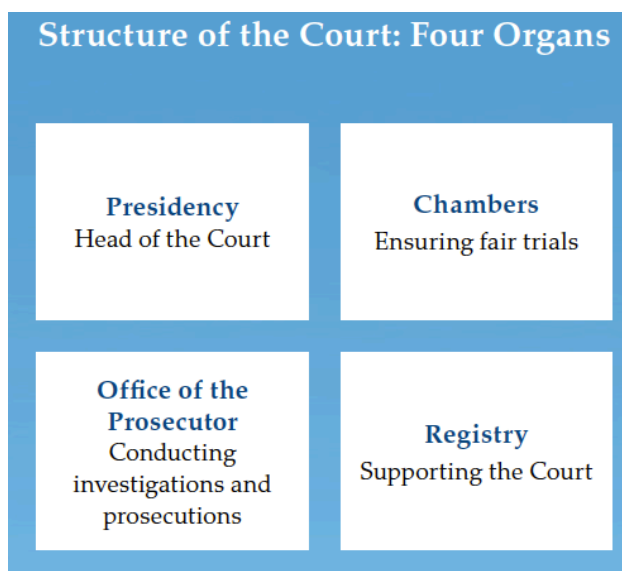 Structure of the Court: Four Organs
Presidency
Head of the Court
Chambers
Ensuring fair trials
Office of the
Prosecutor
Conducting
investigations and
prosecutions
Registry
Supporting the Court